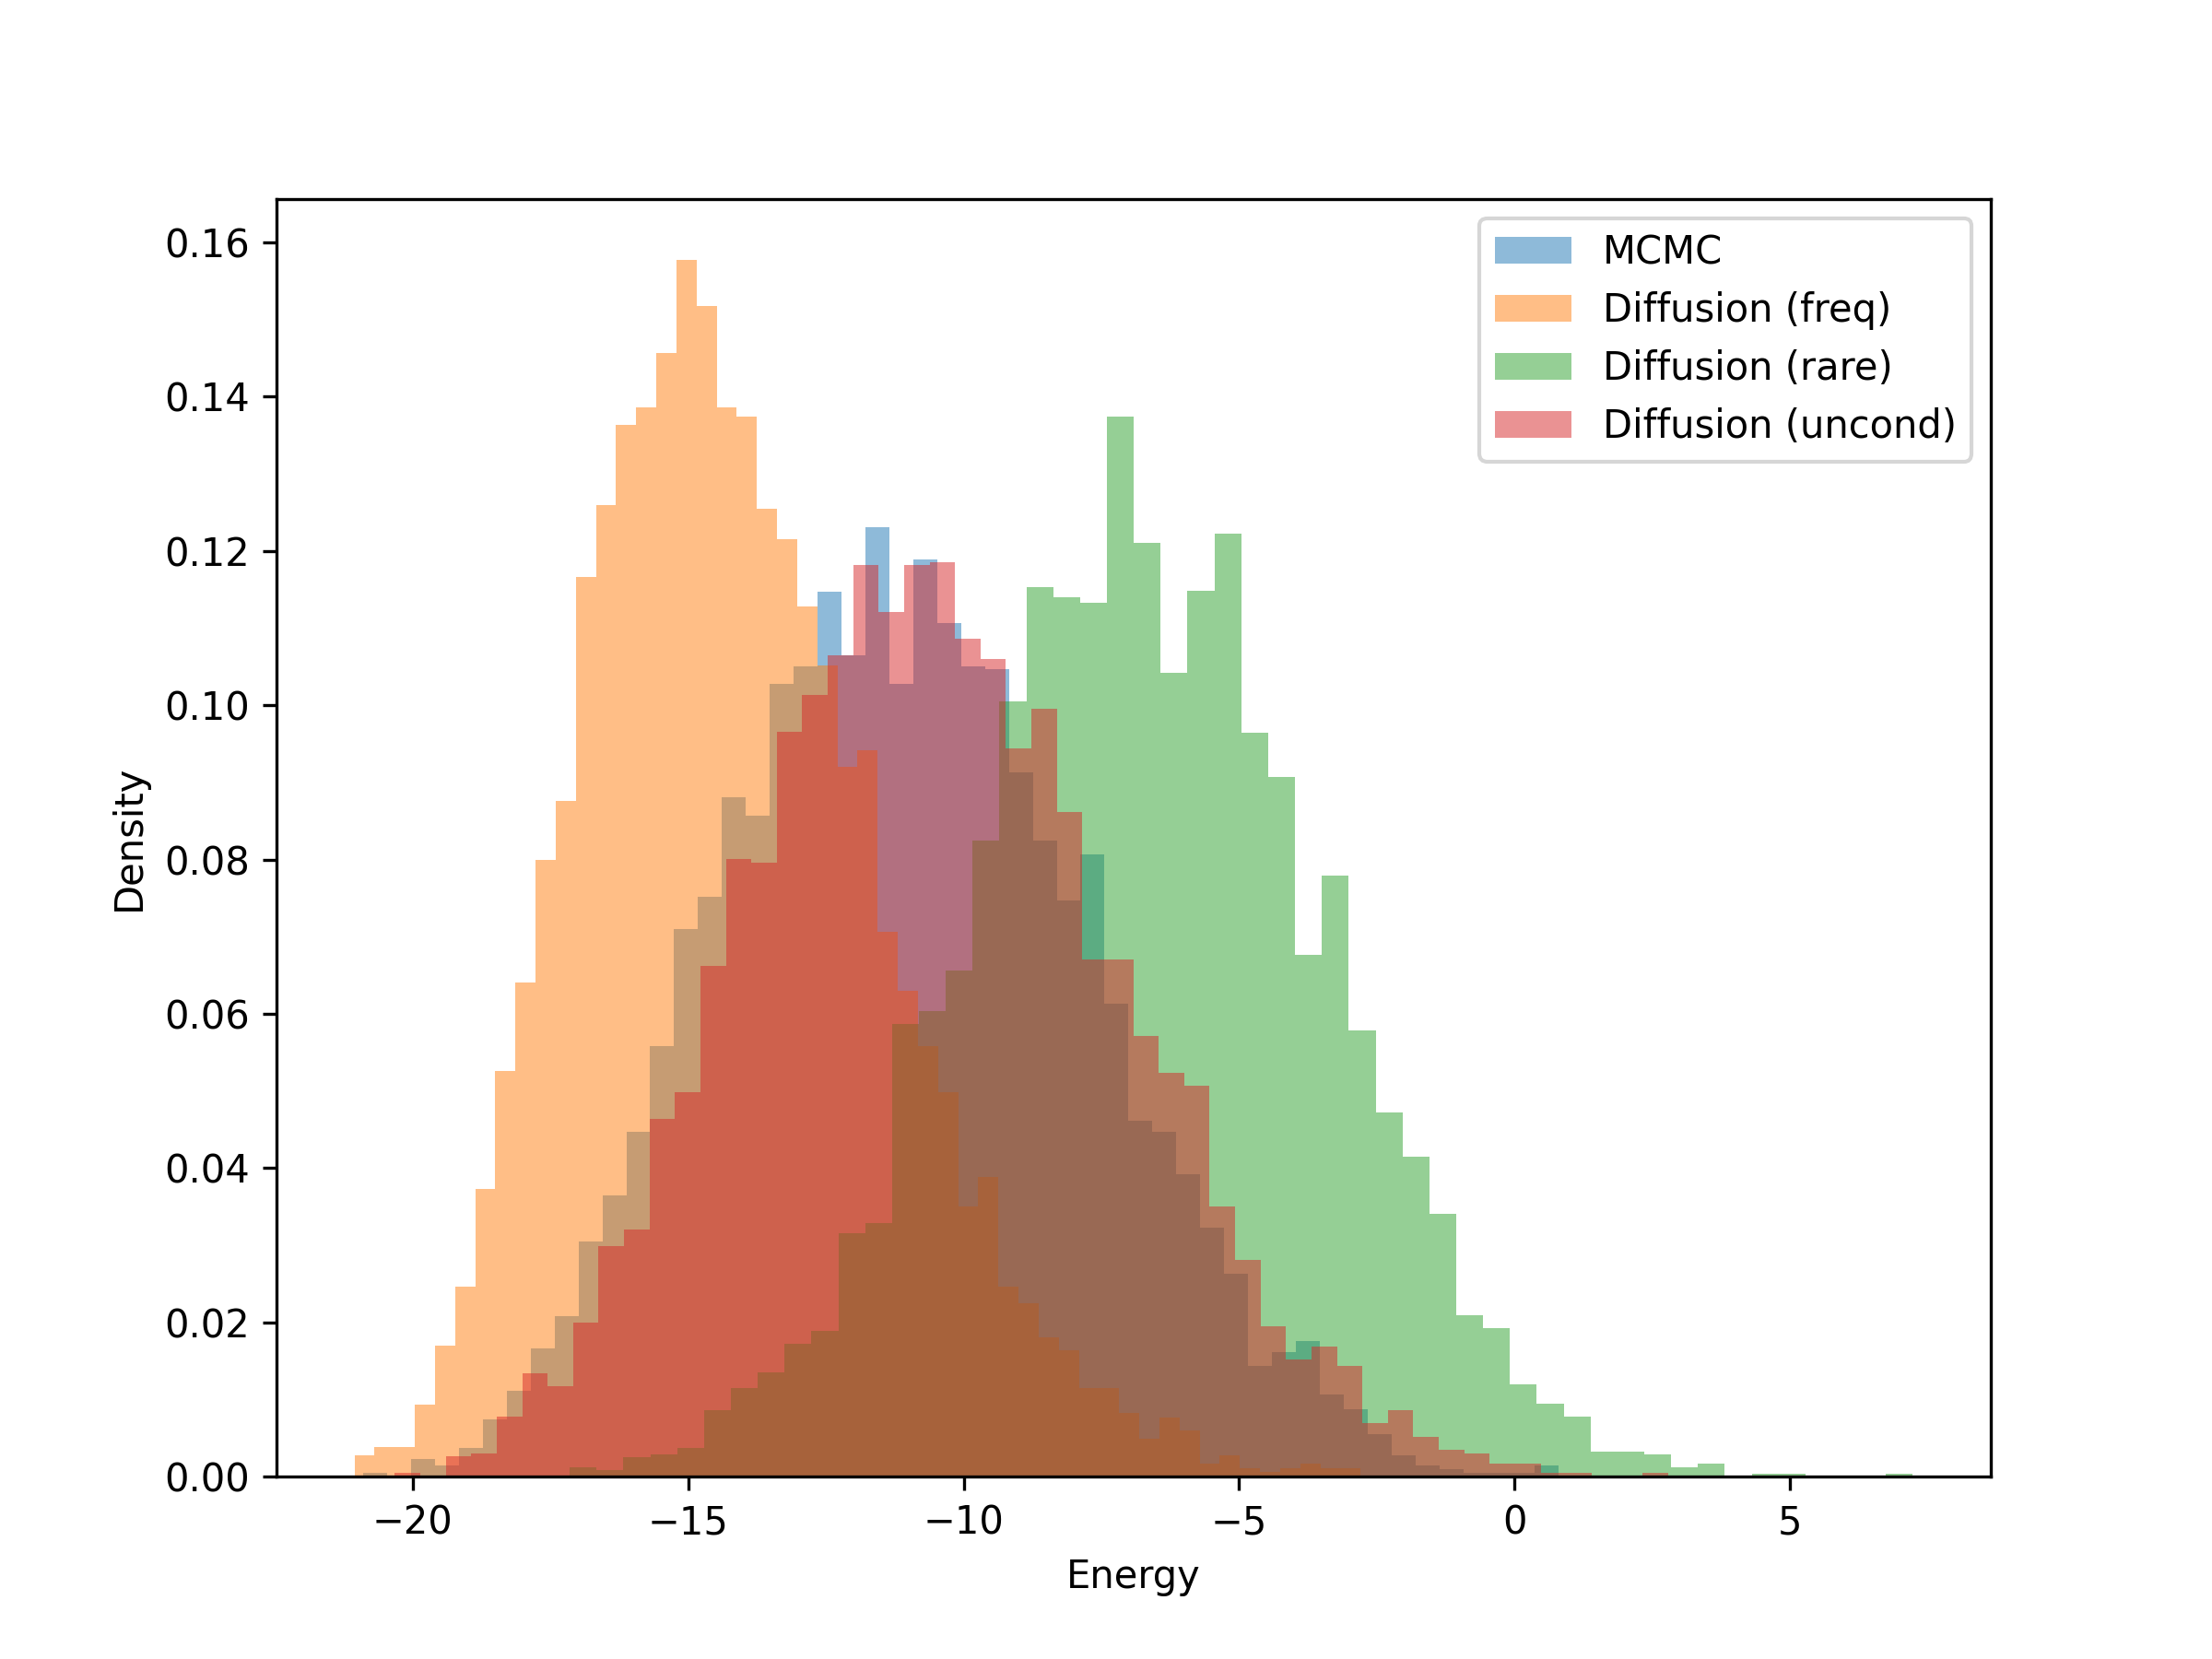 MCMC
Diffusion (freq)
Diffusion (rare)
Diffusion (uncond)
0.16
0.14
0.12
0.10
0.08
0.06
0.04
0.02
0.00
Density
−20 −15 −10 −5 0 5
Energy